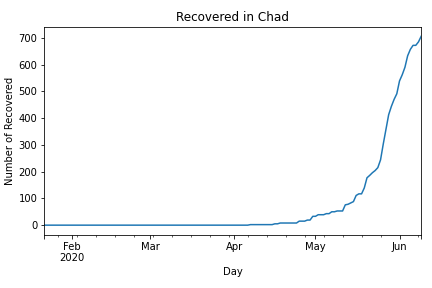 Recovered in Chad
Number of Recovered
700
600
500
400
300
200
100
0
Feb
2020
Mar
Apr
May
Jun
Day